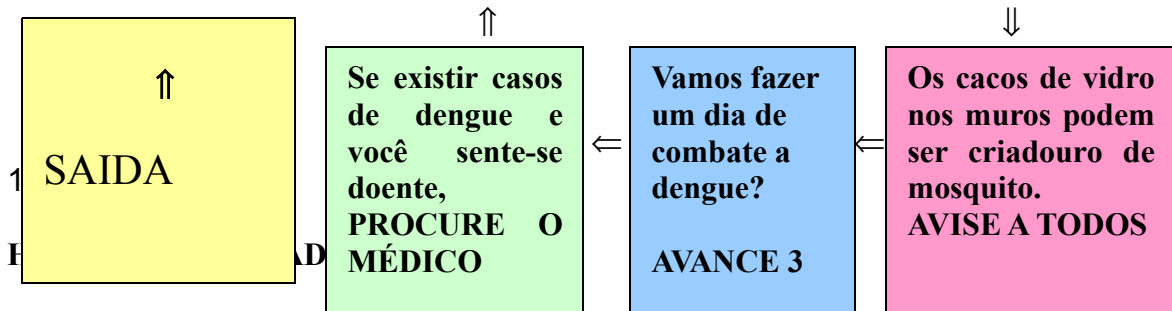 ⇑
⇓
⇑
SAIDA
Se existir casos
de dengue e
você sente-se
doente,
PROCURE O
MÉDICO
⇐
Vamos fazer
um dia de
combate a
dengue?
AVANCE 3
⇐
Os cacos de vidro
nos muros podem
ser criadouro de
mosquito.
AVISE A TODOS